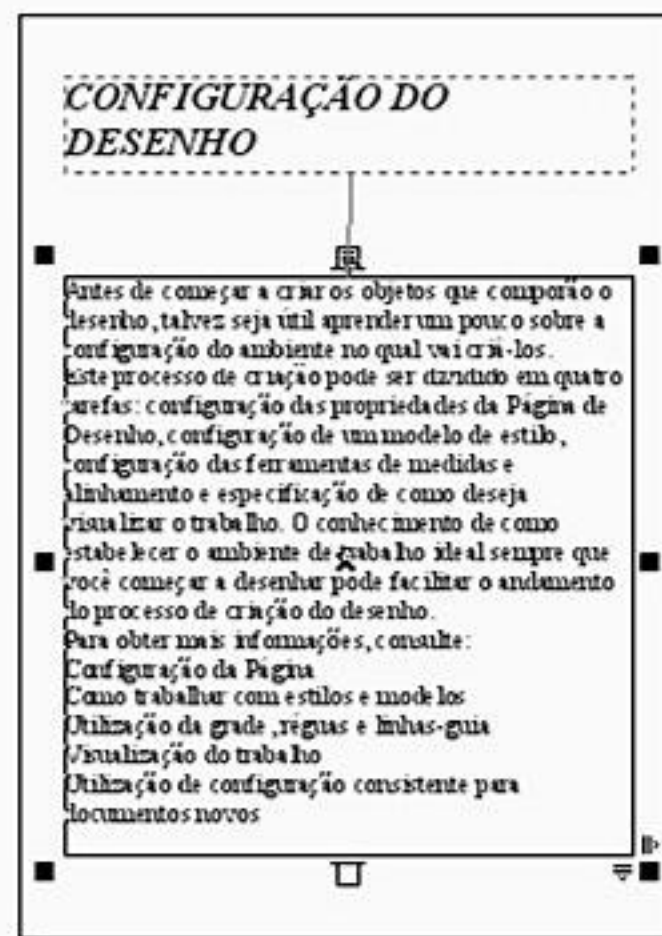 CONFIGURAÇÃO DO
DESENHO
Antes de começar a criar os objetos que comporão o
desenho, talvez seja útil aprender um pouco sobre a
configuração do ambiente no qual vai criá-los.
Este processo de criação pode ser dividido em quatro
tarefas: configuração das propriedades da Página de
Desenho, configuração de um modelo de estilo,
configuração das ferramentas de medidas e
alinhamento e especificação de como deseja
visualizar o trabalho. O conhecimento de como
estabelecer o ambiente de trabalho ideal sempre que
você começar a desenhar pode facilitar o andamento
do processo de criação do desenho.
Para obter mais informações, consulte:
Configuração da Página
Como trabalhar com estilos e modelos
Utilização da grade, réguas e linhas-guia
Visualização do trabalho
Utilização de configuração consistente para
documentos novos